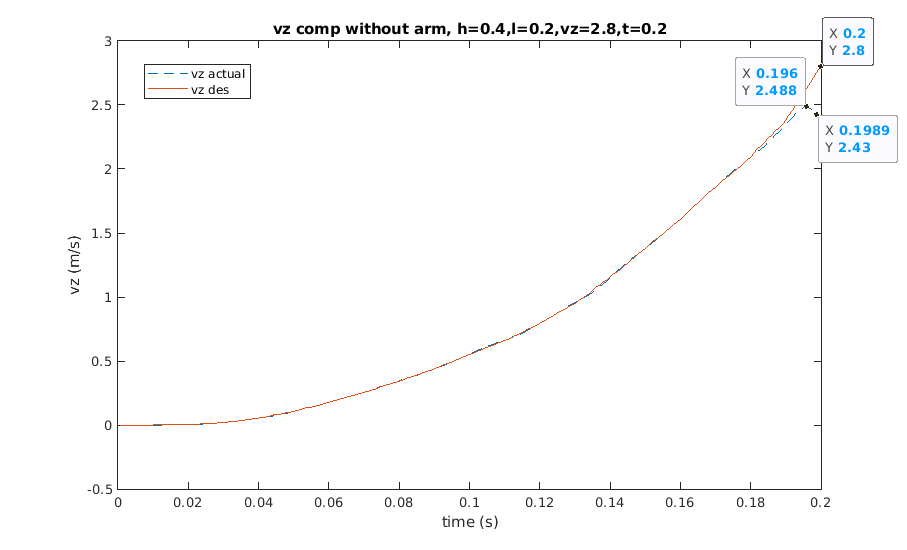 vz comp without arm, h=0.4,l=0.2,vz=2.8,t=0.2
X 0.2
Y 2.8
X 0.196
Y 2.488
X 0.1989
Y 2.43
vz actual
vz des
3
2.5
2
1.5
1
0.5
0
-0.5
vz (m/s)
0
0.02
0.04
0.06
0.08
0.1
0.12
0.14
0.16
0.18
0.2
time (s)